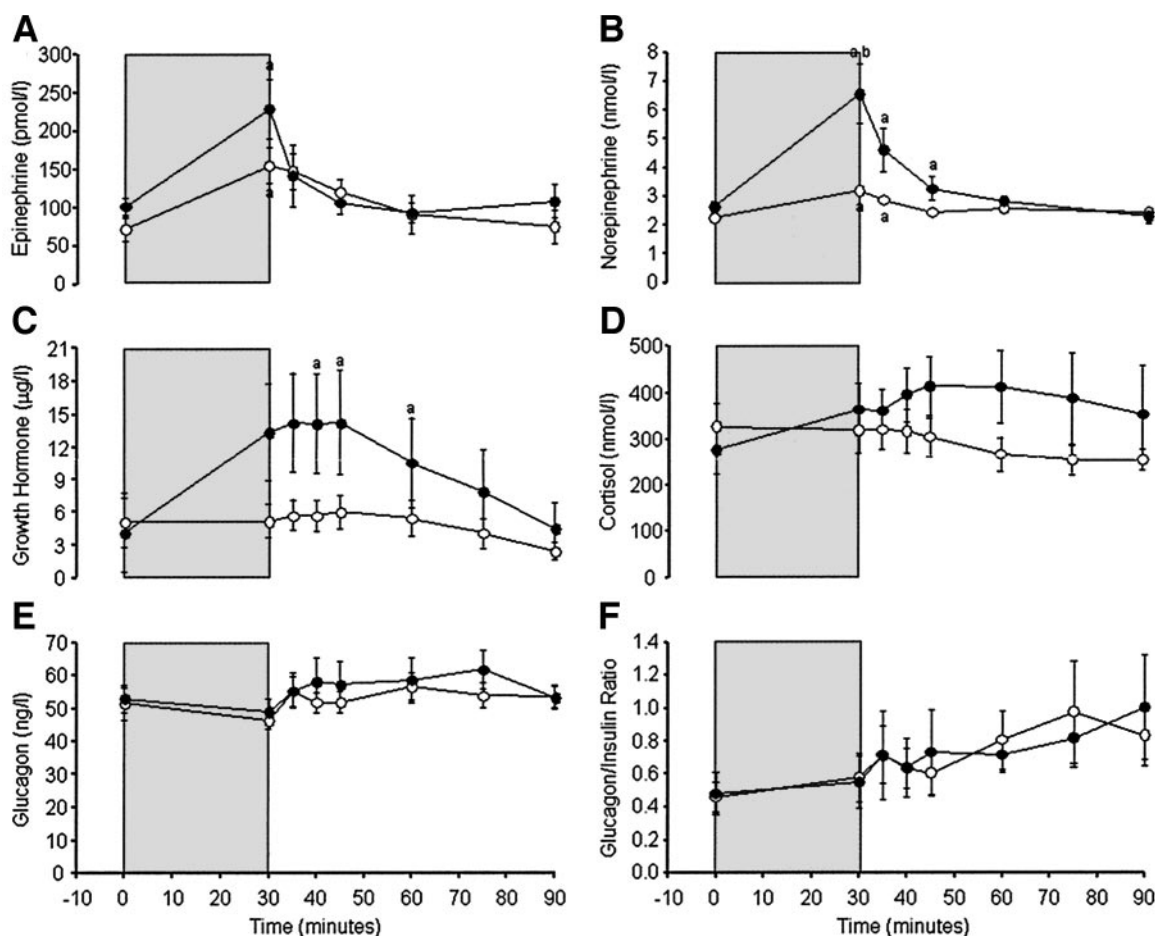 A
Epinephrine (pmol/l)
300
250
200
150
100
50
0
a
a
B
Norepinephrine (nmol/l)
8
7
6
5
4
3
2
1
0
a b
a
a
a
a
C
Growth Hormone (µg/l)
21
18
15
12
9
6
3
0
a
a
a
D
Cortisol (nmol/l)
500
400
300
200
100
0
E
Glucagon (ng/l)
70
60
50
40
30
20
10
0
-10 0 10 20 30 40 50 60 70 80 90
Time (minutes)
F
Glucagon/Insulin Ratio
1.4
1.2
1.0
0.8
0.6
0.4
0.2
0.0
-10 0 10 20 30 40 50 60 70 80 90
Time (minutes)